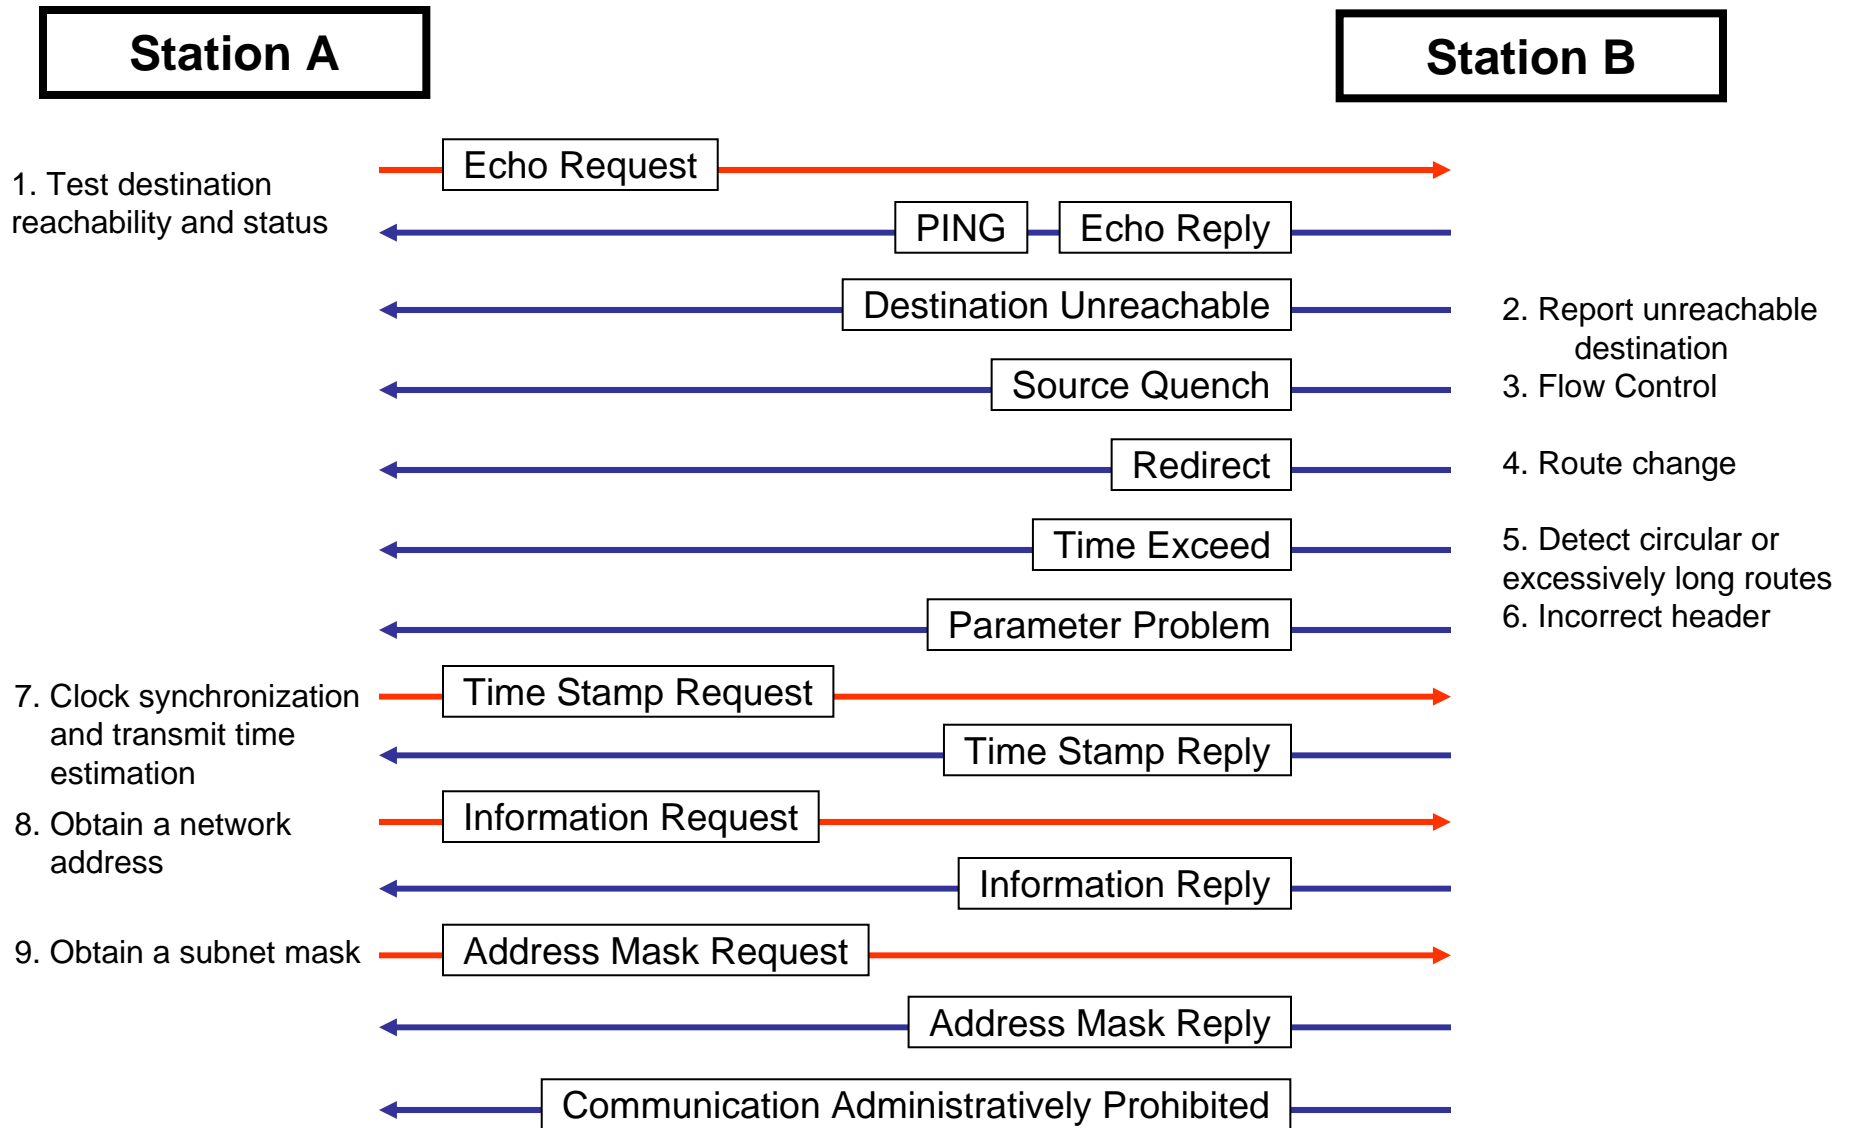 Station A
Station B
Echo Request
1. Test destination
reachability and status
PING
Echo Reply
Destination Unreachable
2. Report unreachable
destination
Source Quench
3. Flow Control
Redirect
4. Route change
Time Exceed
5. Detect circular or
excessively long routes
Parameter Problem
6. Incorrect header
7. Clock synchronization
and transmit time
estimation
Time Stamp Request
Time Stamp Reply
8. Obtain a network
address
Information Request
Information Reply
9. Obtain a subnet mask
Address Mask Request
Address Mask Reply
Communication Administratively Prohibited